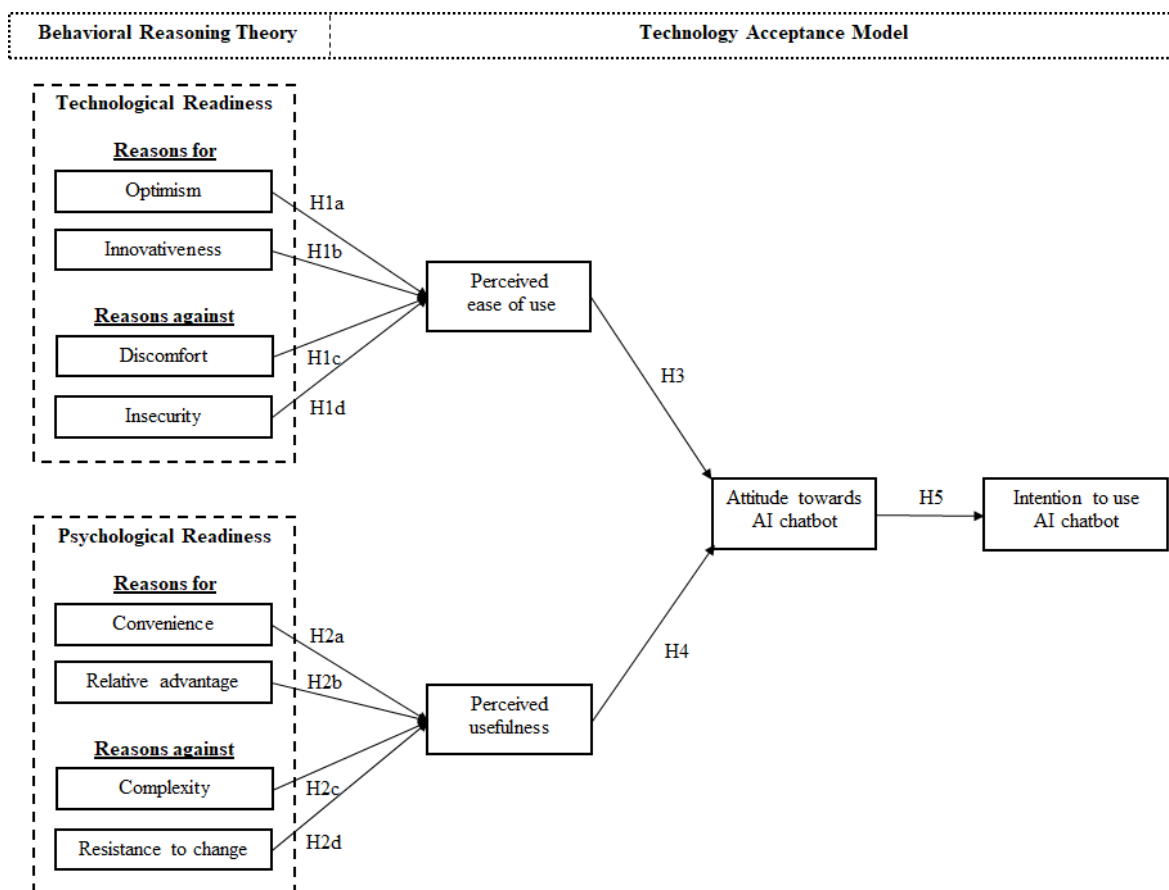 Behavioral Reasoning Theory
Technology Acceptance Model
Technological Readiness
Reasons for
Optimism
H1a
Innovativeness
H1b
Perceived
ease of use
Reasons against
Discomfort
H1c
Insecurity
H1d
H3
Attitude towards
AI chatbot
H5
Intention to use
AI chatbot
Psychological Readiness
Reasons for
Convenience
H2a
Relative advantage
H2b
H4
Perceived
usefulness
Reasons against
Complexity
H2c
Resistance to change
H2d